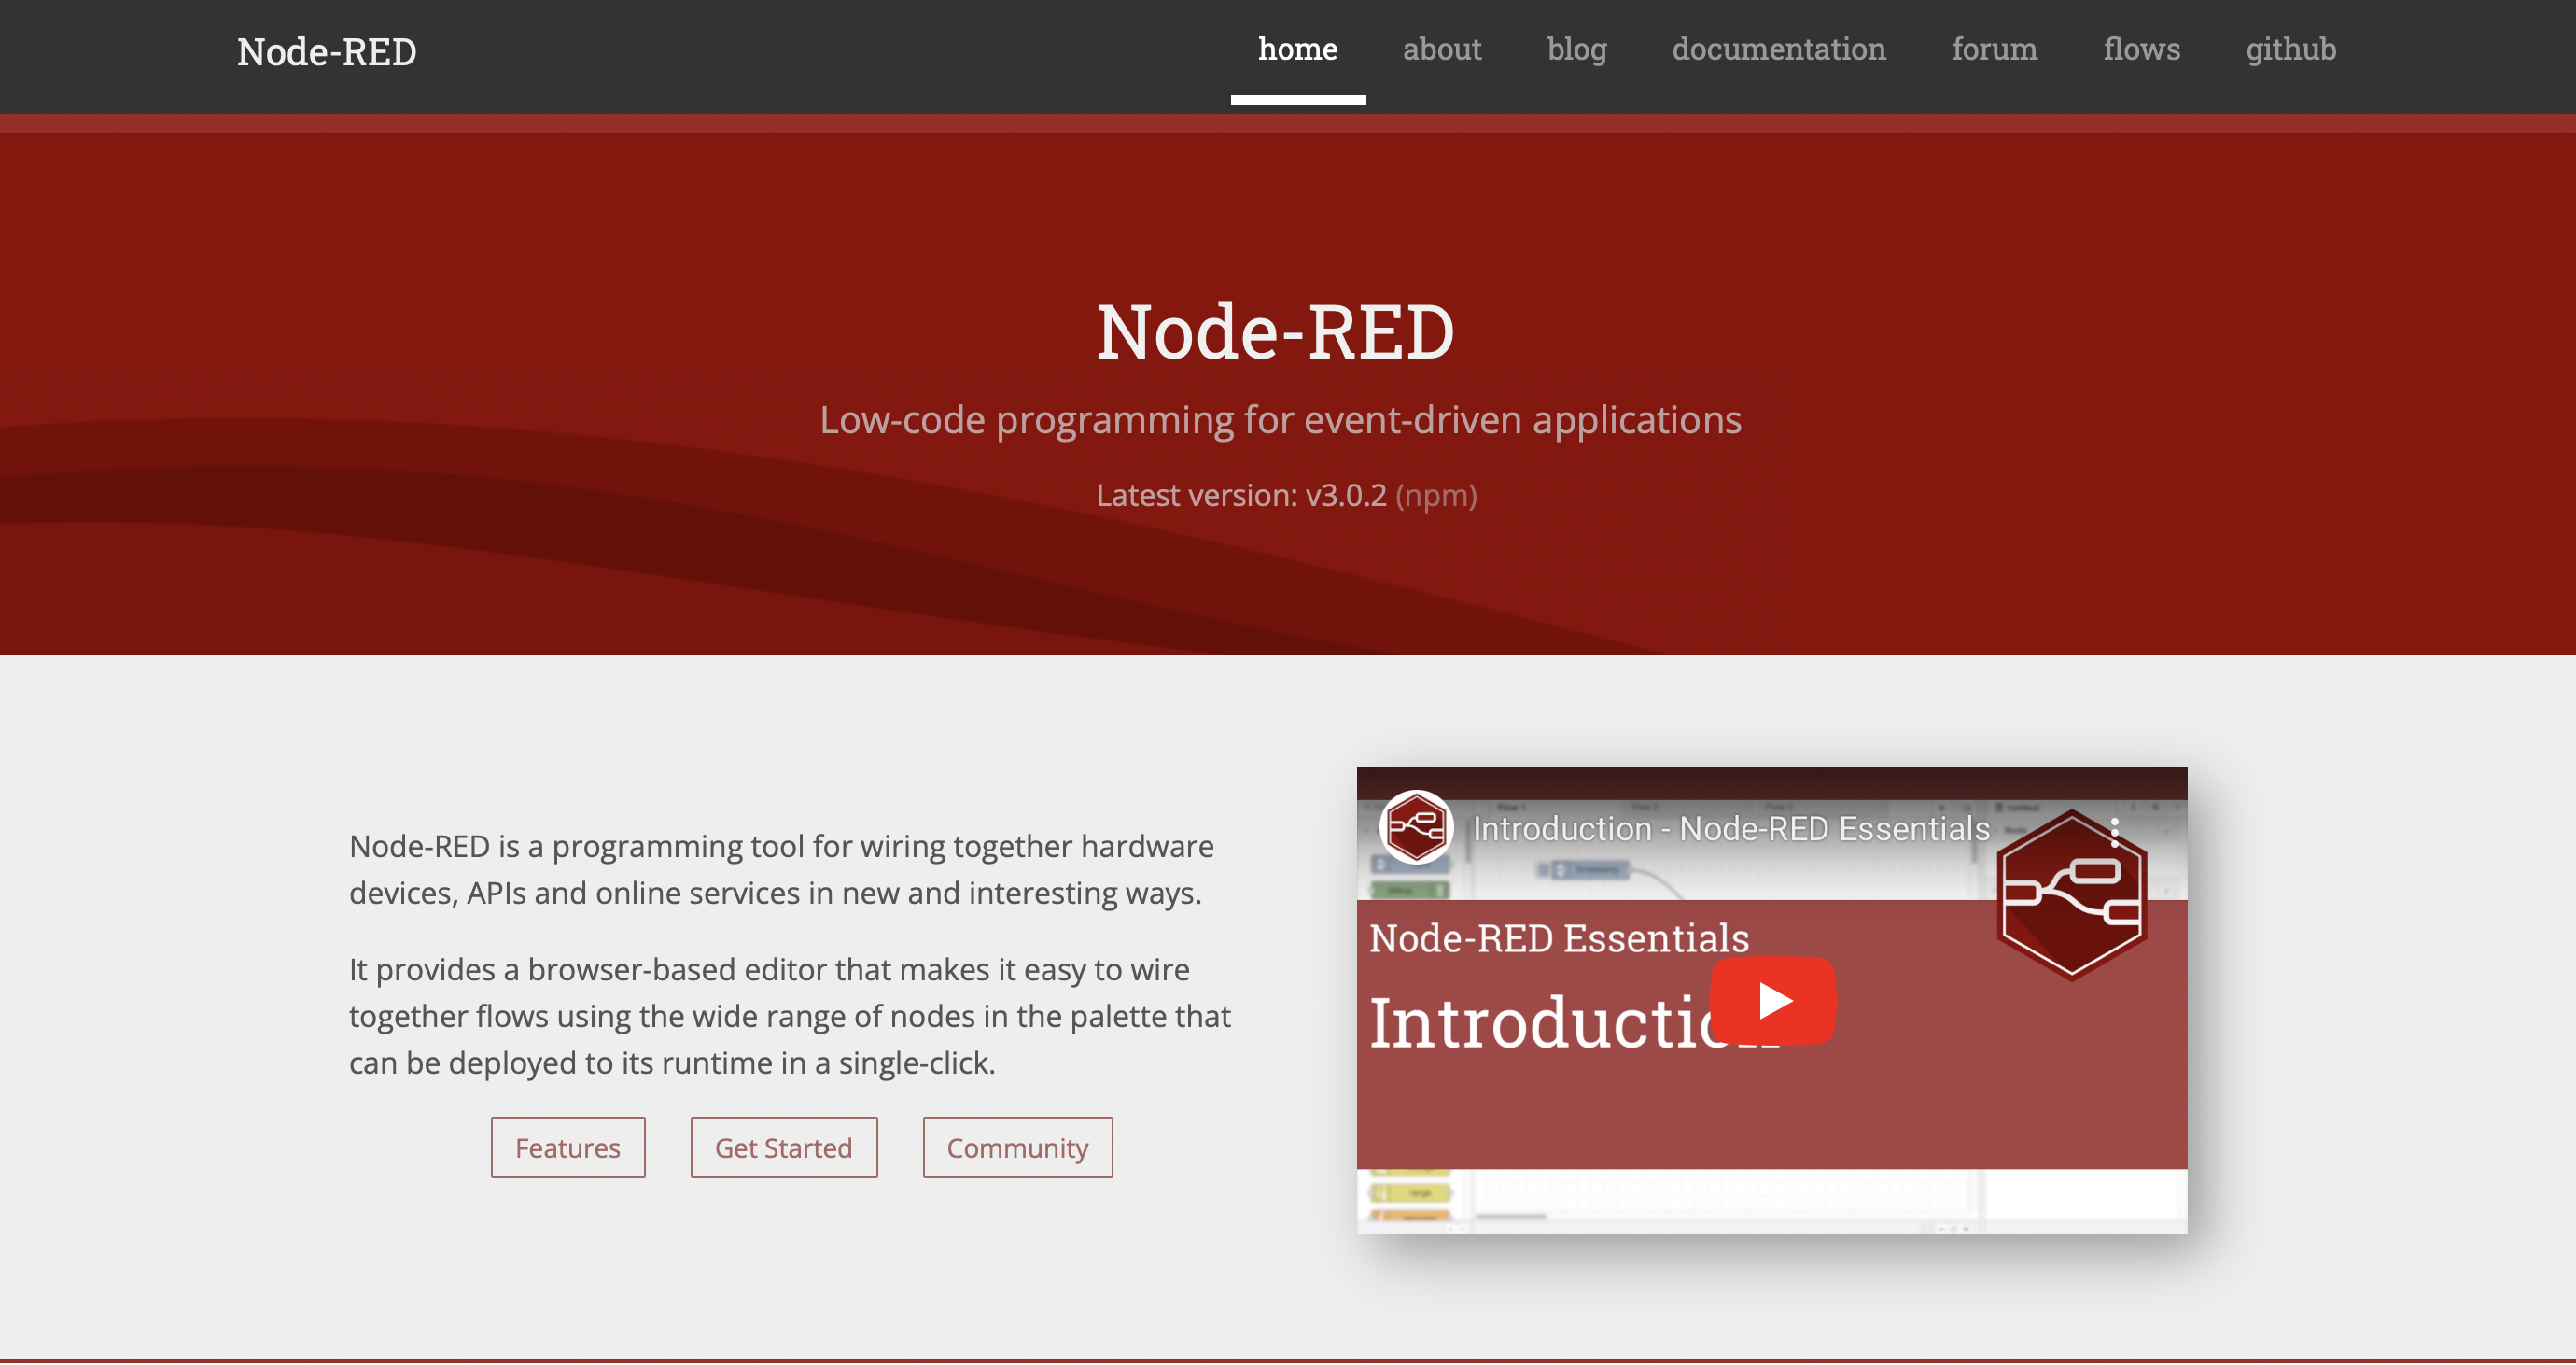 Node-RED
home about blog documentation forum flows github
Node-RED
Low-code programming for event-driven applications
Latest version: v3.0.2 (npm)
Node-RED is a programming tool for wiring together hardware
devices, APIs and online services in new and interesting ways.
It provides a browser-based editor that makes it easy to wire
together flows using the wide range of nodes in the palette that
can be deployed to its runtime in a single-click.
Features Get Started Community
Introduction - Node-RED Essentials
Node-RED Essentials
Introduction